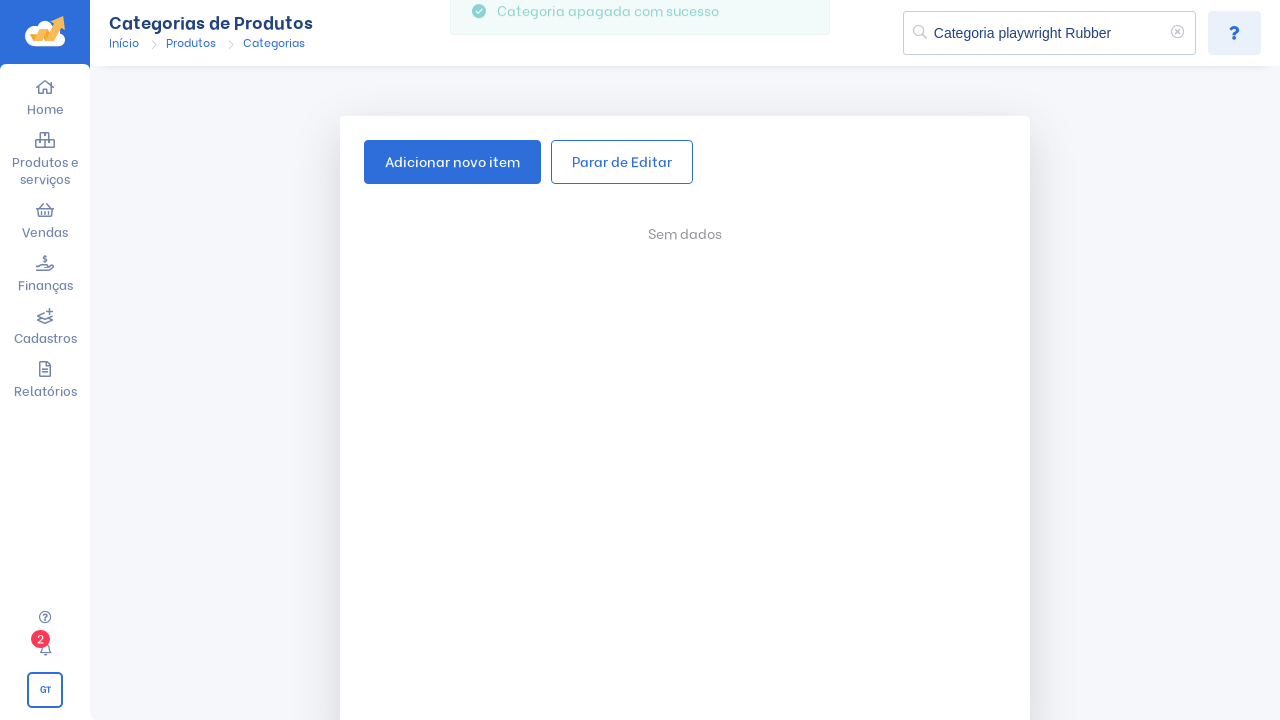 Categorias de Produtos
Início
Produtos
Categorias
Categoria apagada com sucesso
Categoria playwright Rubber
?
Home
Produtos e
serviços
Vendas
Finanças
Cadastros
Relatórios
2
GT
Adicionar novo item
Parar de Editar
Sem dados